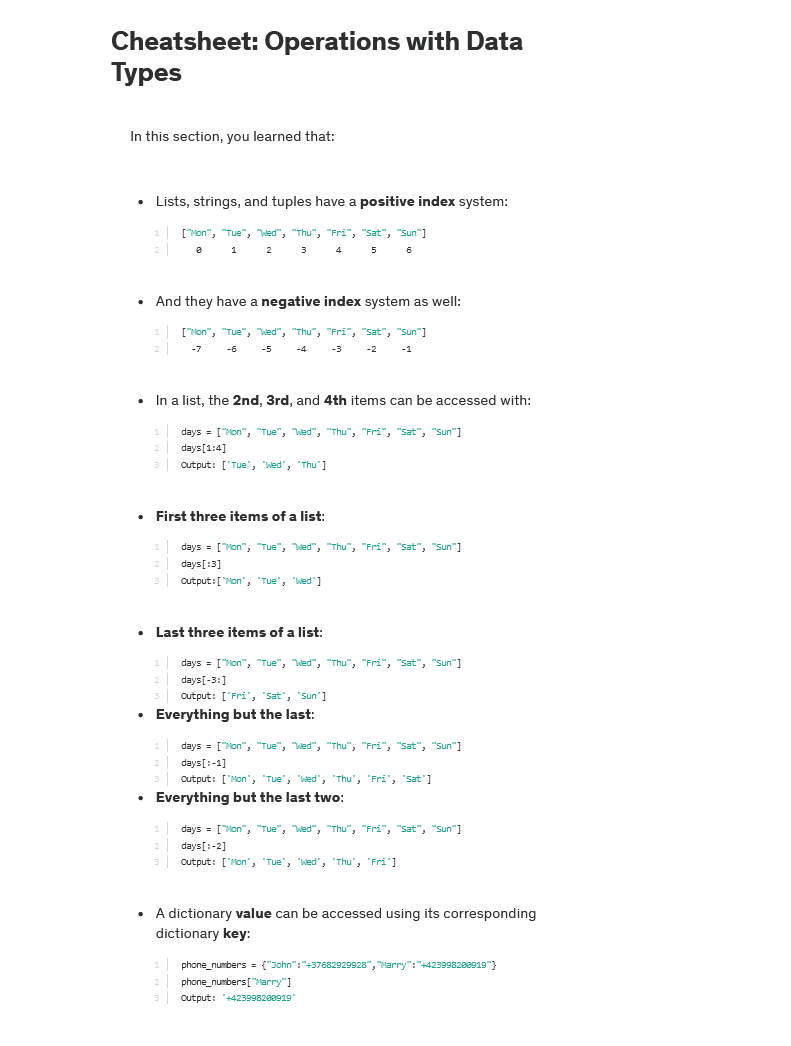 Cheatsheet: Operations with Data
Types
In this section, you learned that:
• Lists, strings, and tuples have a positive index system:
1 ["Mon", "Tue", "Wed", "Thu", "Fri", "Sat", "Sun"]
2 0 1 2 3 4 5 6
• And they have a negative index system as well:
1 ["Mon", "Tue", "Wed", "Thu", "Fri", "Sat", "Sun"]
2 -7 -6 -5 -4 -3 -2 -1
• In a list, the 2nd, 3rd, and 4th items can be accessed with:
1 days = ["Mon", "Tue", "Wed", "Thu", "Fri", "Sat", "Sun"]
2 days[1:4]
3 Output: ['Tue', 'Wed', 'Thu']
• First three items of a list:
1 days = ["Mon", "Tue", "Wed", "Thu", "Fri", "Sat", "Sun"]
2 days[:3]
3 Output:['Mon', 'Tue', 'Wed']
• Last three items of a list:
1 days = ["Mon", "Tue", "Wed", "Thu", "Fri", "Sat", "Sun"]
2 days[-3:]
3 Output: ['Fri', 'Sat', 'Sun']
• Everything but the last:
1 days = ["Mon", "Tue", "Wed", "Thu", "Fri", "Sat", "Sun"]
2 days[:-1]
3 Output: ['Mon', 'Tue', 'Wed', 'Thu', 'Fri', 'Sat']
• Everything but the last two:
1 days = ["Mon", "Tue", "Wed", "Thu", "Fri", "Sat", "Sun"]
2 days[:-2]
3 Output: ['Mon', 'Tue', 'Wed', 'Thu', 'Fri']
• A dictionary value can be accessed using its corresponding
dictionary key:
1 phone_numbers = {"John":"+37682929928","Marry":"+423998200919"}
2 phone_numbers["Marry"]
3 Output: '+423998200919'